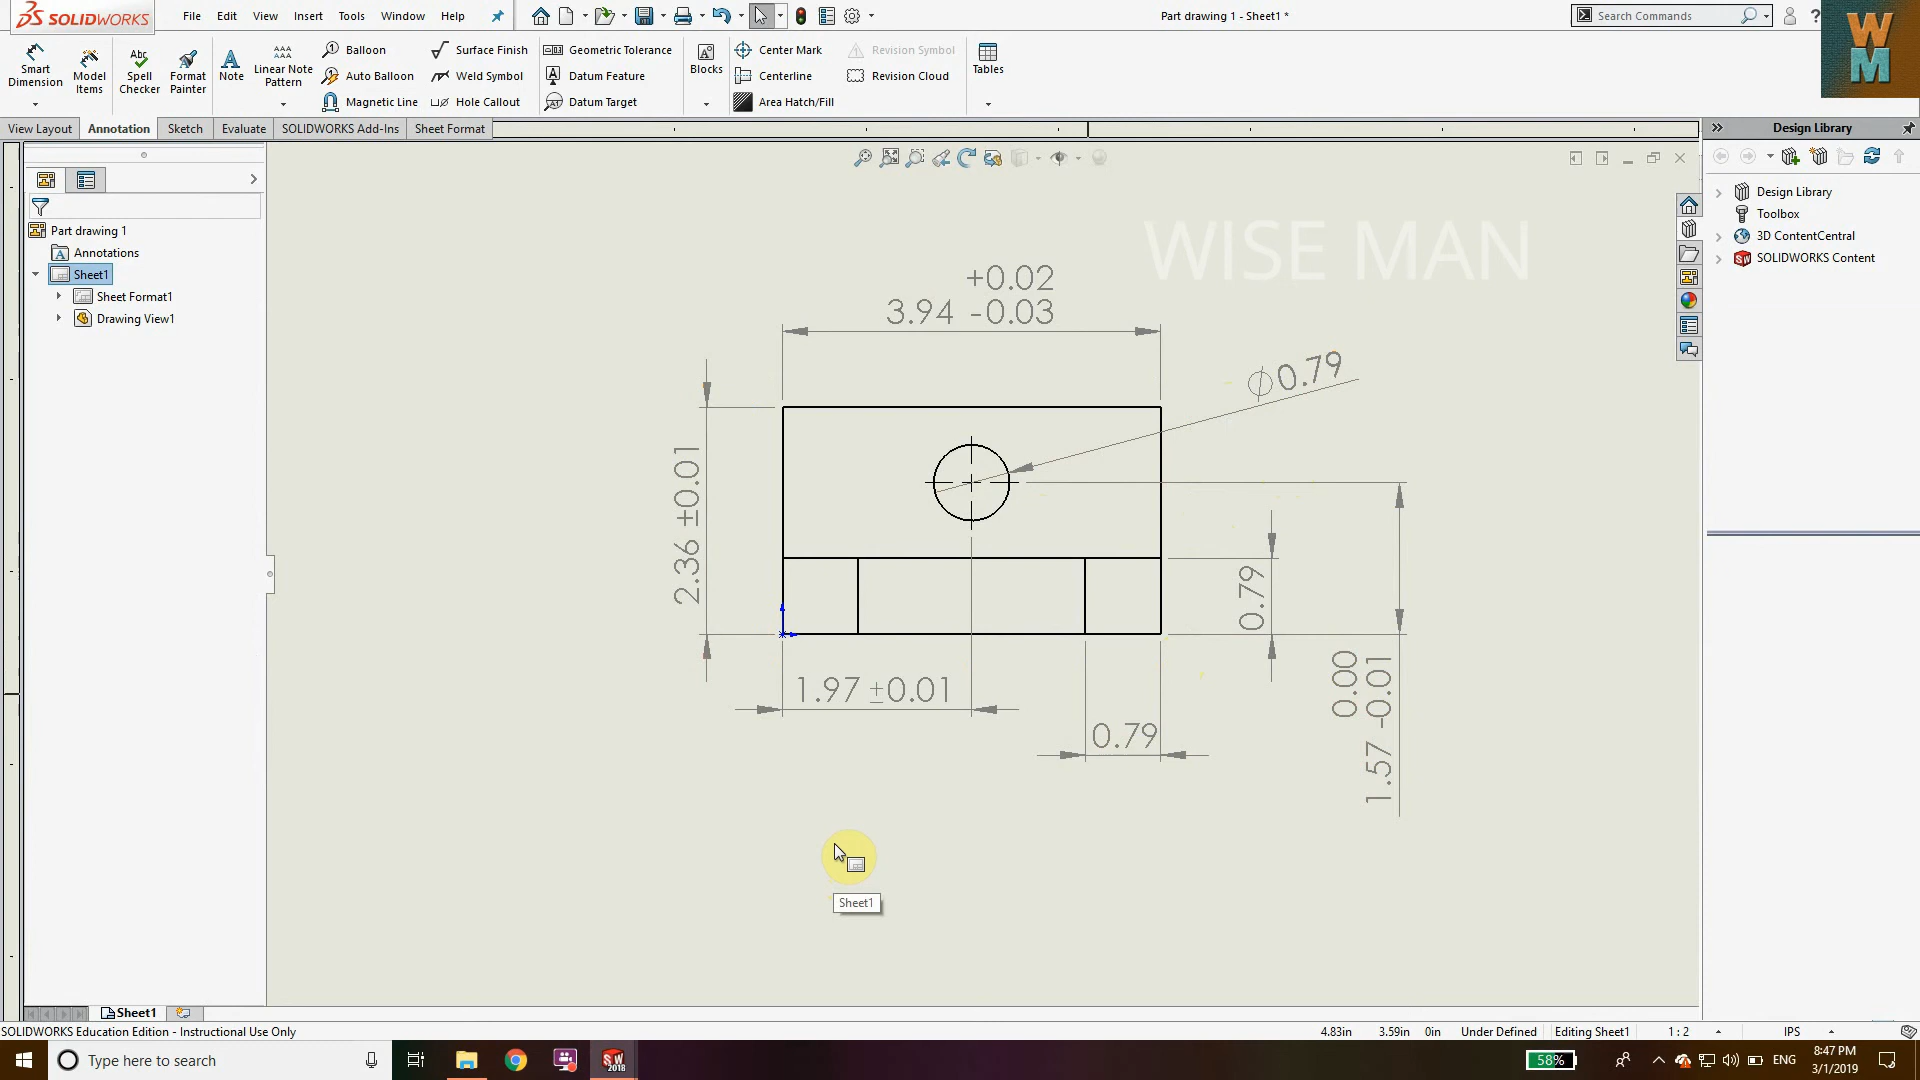 SOLIDWORKS
File Edit View Insert Tools Window Help
Part drawing 1 - Sheet1 *
Search Commands
?
WM
Smart Dimension
Model Items
Spell Checker
Format Painter
Note
Linear Note Pattern
Balloon
Auto Balloon
Magnetic Line
Surface Finish
Weld Symbol
Hole Callout
Geometric Tolerance
Datum Feature
Datum Target
Blocks
Center Mark
Centerline
Area Hatch/Fill
Revision Symbol
Revision Cloud
Tables
View Layout Annotation Sketch Evaluate SOLIDWORKS Add-Ins Sheet Format
Design Library
Part drawing 1
Annotations
Sheet1
Sheet Format1
Drawing View1
Design Library
Toolbox
3D ContentCentral
SOLIDWORKS Content
WISE MAN
+0.02
3.94 -0.03
∅0.79
2.36 ±0.01
0.79
1.97 ±0.01
0.79
0.00
1.57 -0.01
Sheet1
Sheet1
SOLIDWORKS Education Edition - Instructional Use Only
4.83in 3.59in 0in Under Defined Editing Sheet1 1 : 2 IPS
Type here to search
SW 2018
58%
ENG
8:47 PM
3/1/2019